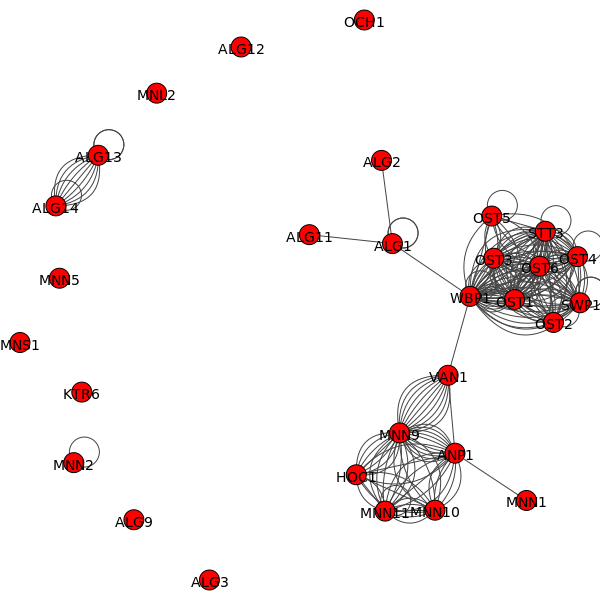 OCH1
ALG12
MNL2
ALG13
ALG2
ALG14
OST5
STT3
ALG11
ALG1
OST3
OST6
OST4
MNN5
WBP1
OST1
SWP1
OST2
MNS1
VAN1
KTR6
MNN9
ANP1
MNN2
HOC1
MNN1
MNN11
MNN10
ALG9
ALG3